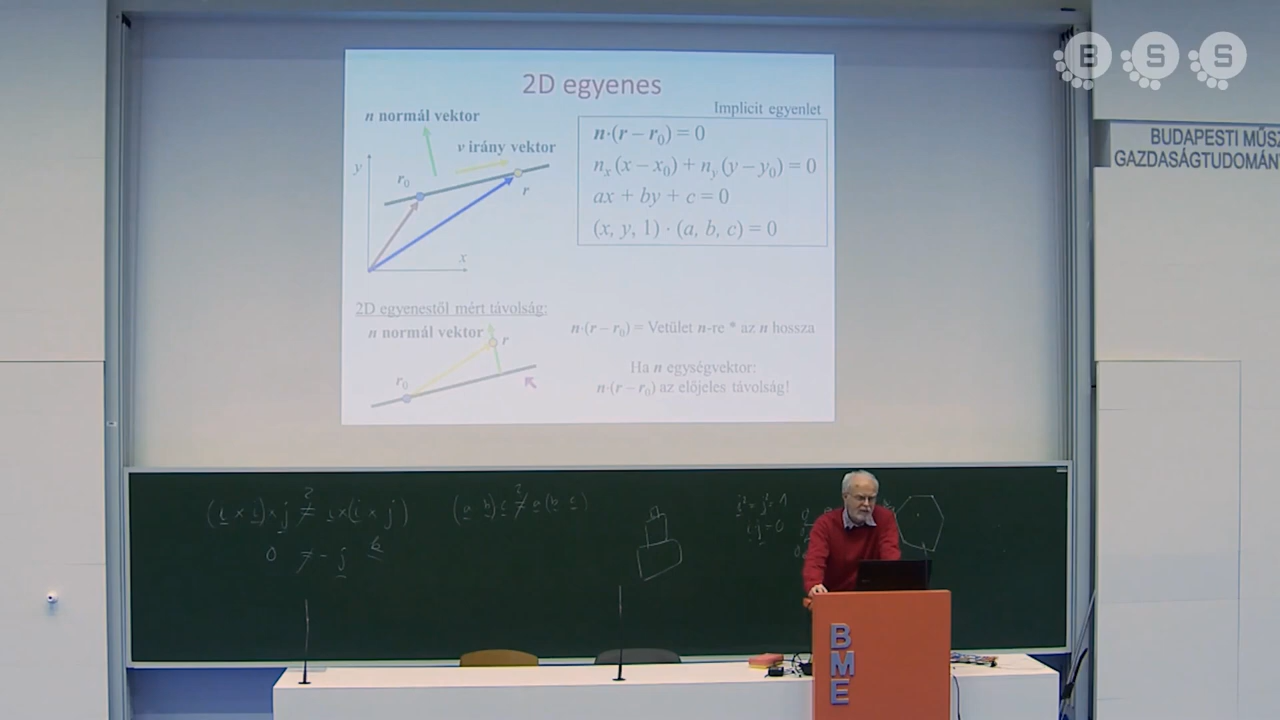 B S S
BUDAPESTI MŰSZ
GAZDASÁGTUDOMÁN
2D egyenes
Implicit egyenlet
n normál vektor
v irány vektor
y
r₀
r
x
n·(r – r₀) = 0
nₓ(x – x₀) + nᵧ(y – y₀) = 0
ax + by + c = 0
(x, y, 1) · (a, b, c) = 0
2D egyenestől mért távolság:
n normál vektor
r
r₀
n·(r – r₀) = Vetület n-re * az n hossza
Ha n egységvektor:
n·(r – r₀) az előjeles távolság!
(i × i) × j ≠ i × (i × j)
?
0 ≠ - j
(a b) c ≠ a (b c)
?
BME